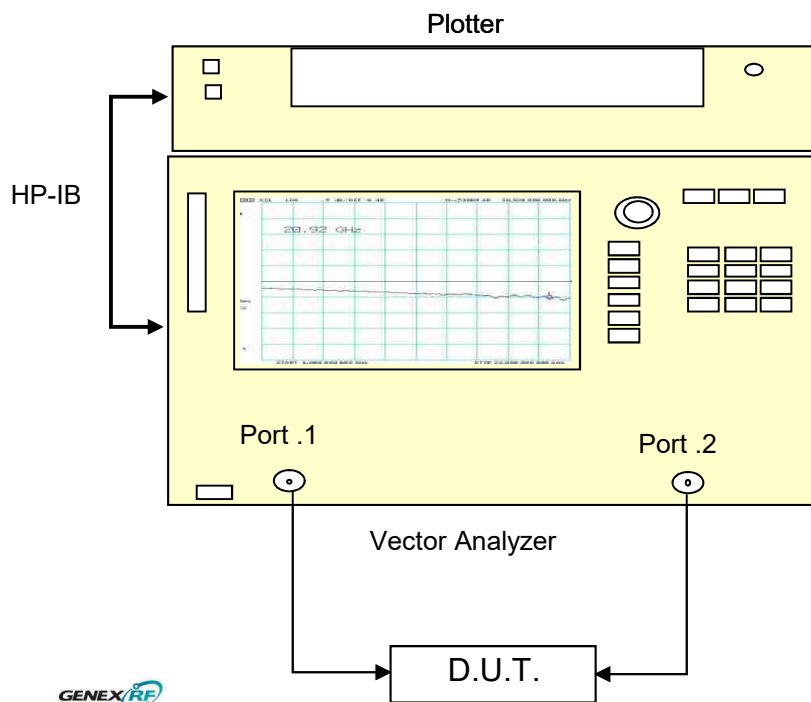 Plotter
HP-IB
20.92 GHz
Port .1
Port .2
Vector Analyzer
D.U.T.
GENEX RF